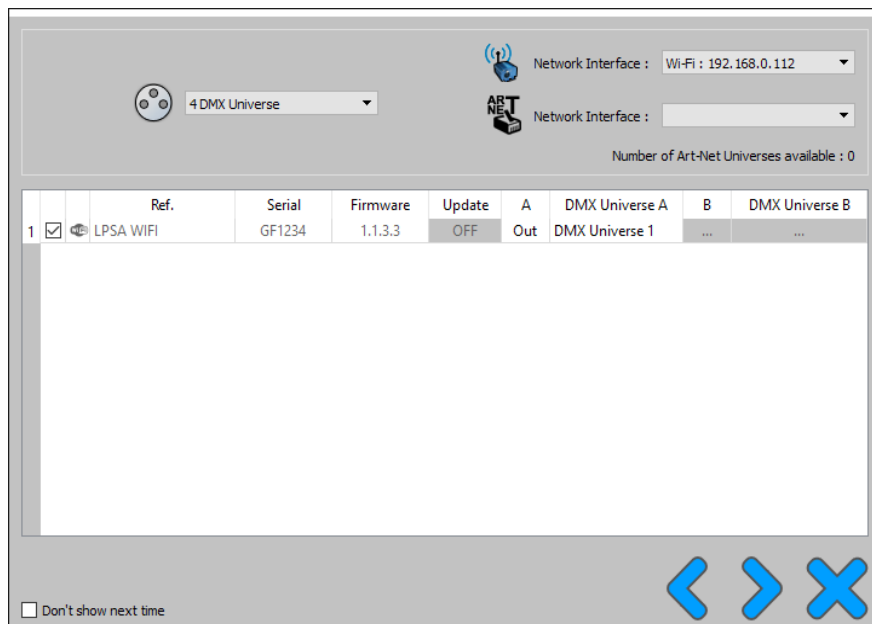 Network Interface : Wi-Fi : 192.168.0.112
4 DMX Universe
ART NET Network Interface :
Number of Art-Net Universes available : 0
Ref. Serial Firmware Update A DMX Universe A B DMX Universe B
1 LPSA WIFI GF1234 1.1.3.3 OFF Out DMX Universe 1 ... ...
Don't show next time